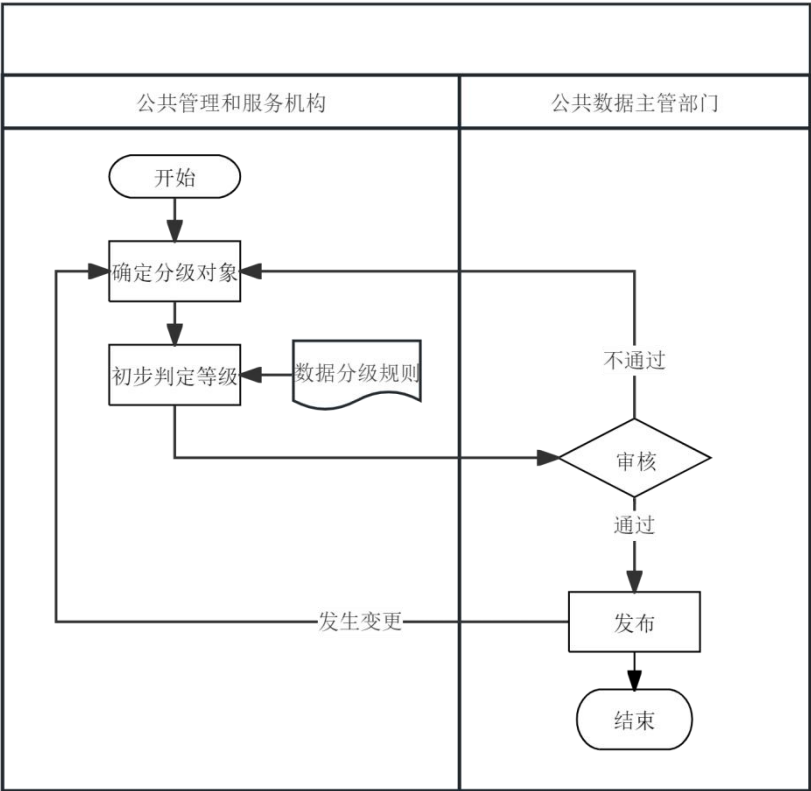 公共管理和服务机构
公共数据主管部门
开始
确定分级对象
初步判定等级
数据分级规则
不通过
审核
通过
发生变更
发布
结束